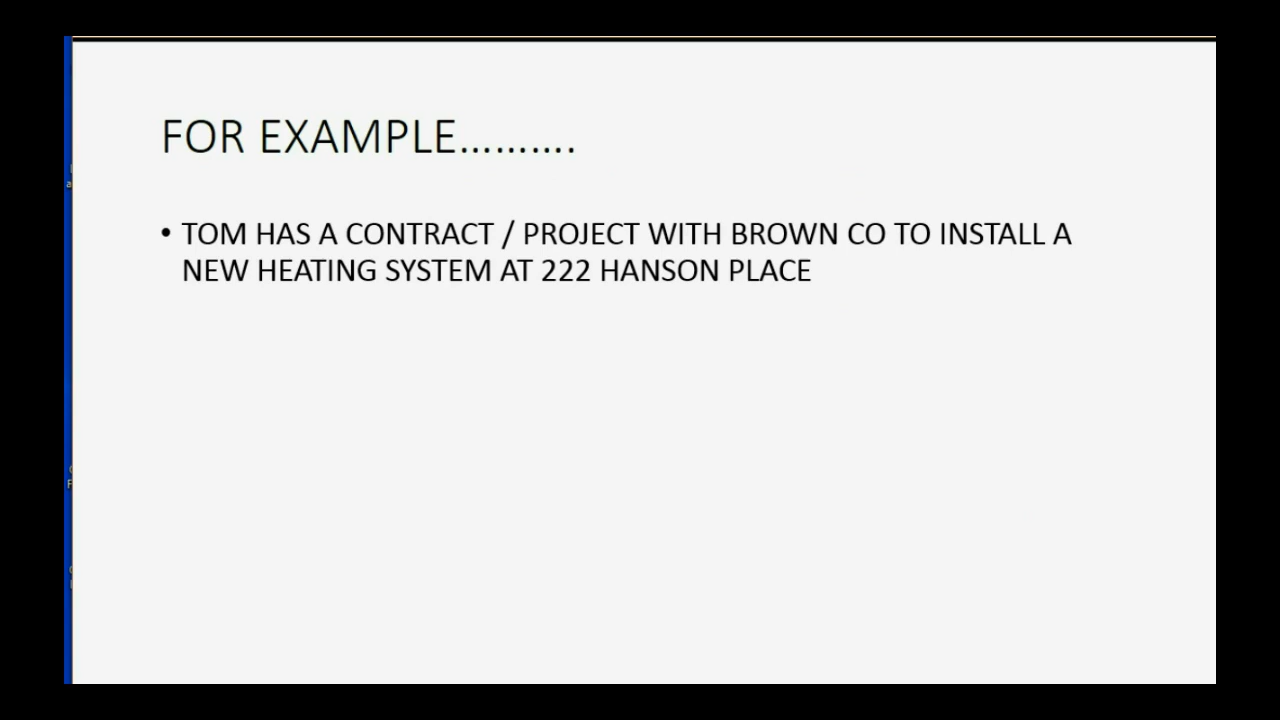 FOR EXAMPLE..........
• TOM HAS A CONTRACT / PROJECT WITH BROWN CO TO INSTALL A
NEW HEATING SYSTEM AT 222 HANSON PLACE